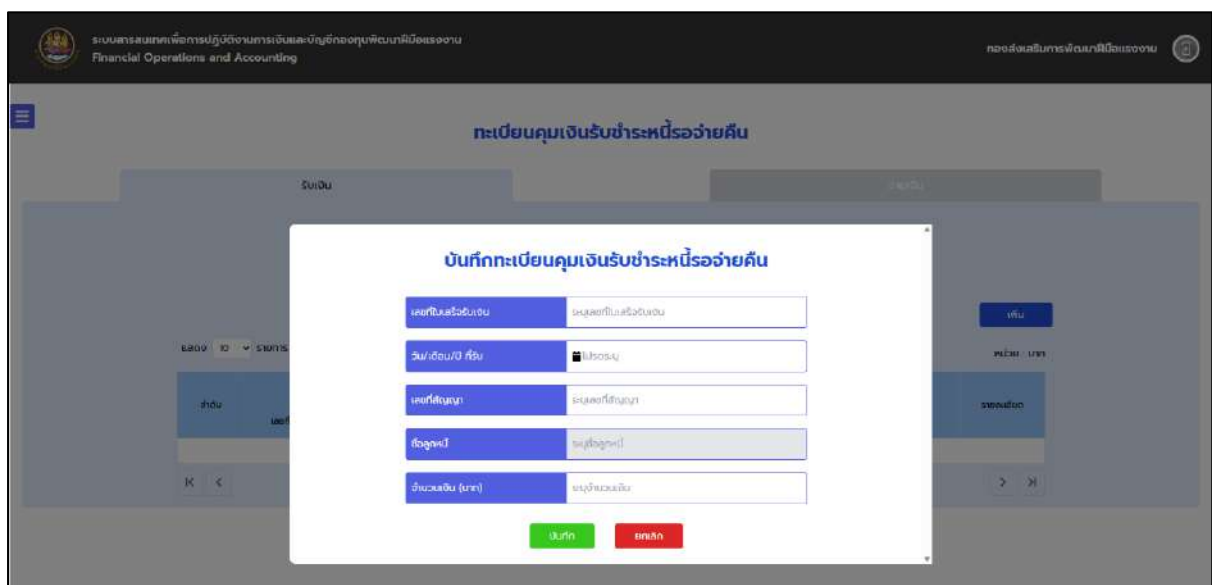 ระบบสารสนเทศเพื่อการปฏิบัติงานการเงินและบัญชีกองทุนพัฒนาฝีมือแรงงาน
Financial Operations and Accounting
กองส่งเสริมการพัฒนาฝีมือแรงงาน
ทะเบียนคุมเงินรับชำระหนี้รอจ่ายคืน
รับเงิน
จ่ายเงิน
บันทึกทะเบียนคุมเงินรับชำระหนี้รอจ่ายคืน
เลขที่ใบเสร็จรับเงิน ระบุเลขที่ใบเสร็จรับเงิน
เพิ่ม
แสดง 10 รายการ
วัน/เดือน/ปี ที่รับ โปรดระบุ
หน่วย : บาท
ลำดับ
เลขที่สัญญา ระบุเลขที่สัญญา
รายละเอียด
ชื่อลูกหนี้ ระบุชื่อลูกหนี้
จำนวนเงิน (บาท) ระบุจำนวนเงิน
บันทึก ยกเลิก